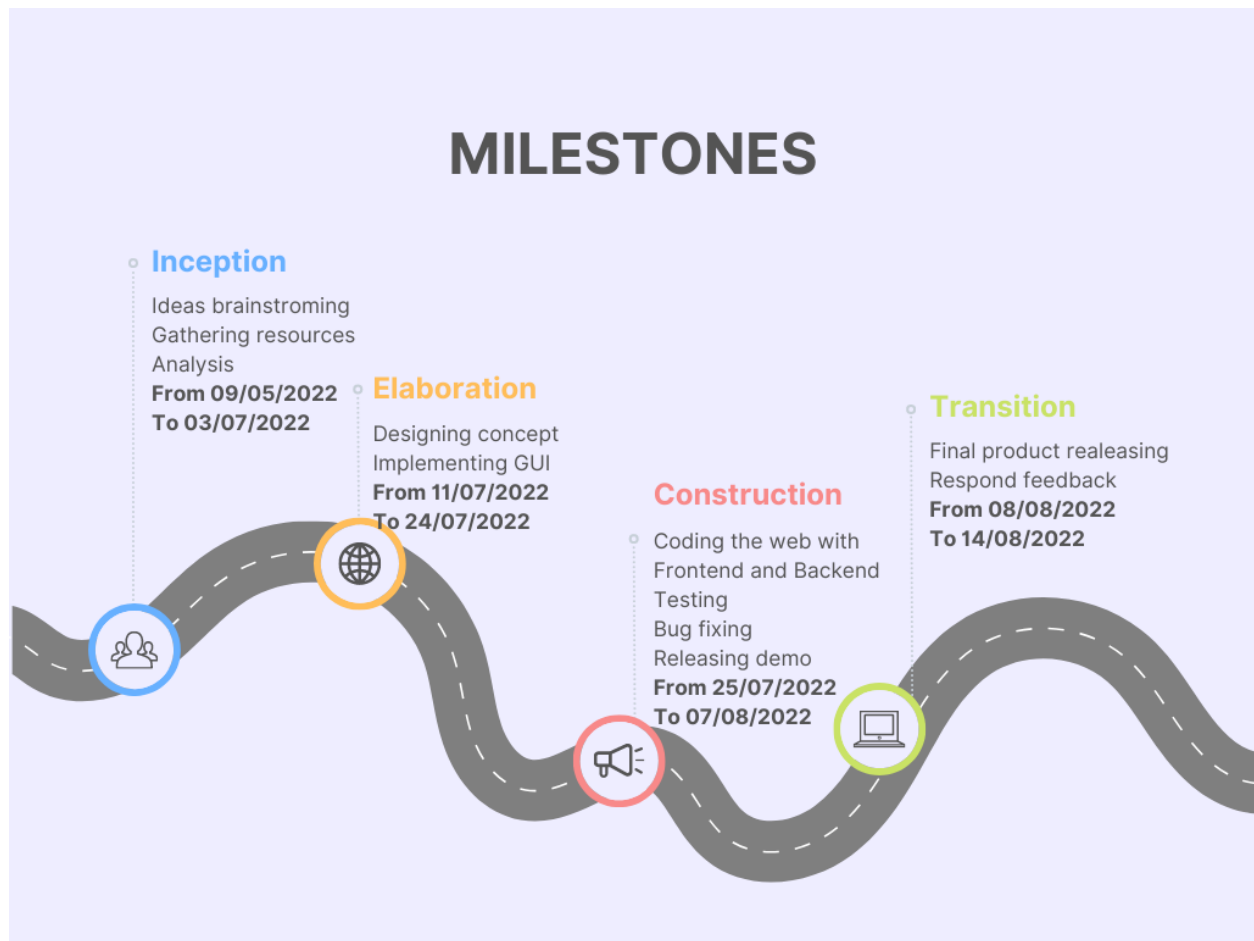 MILESTONES
Inception
Ideas brainstroming
Gathering resources
Analysis
From 09/05/2022
To 03/07/2022
Elaboration
Designing concept
Implementing GUI
From 11/07/2022
To 24/07/2022
Construction
Coding the web with
Frontend and Backend
Testing
Bug fixing
Releasing demo
From 25/07/2022
To 07/08/2022
Transition
Final product realeasing
Respond feedback
From 08/08/2022
To 14/08/2022